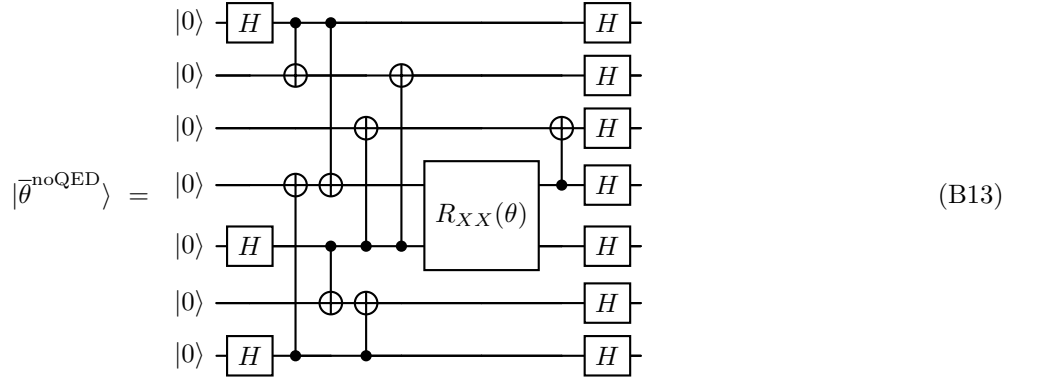 |0⟩ H H
|0⟩ H
|0⟩ H
|θ̅^noQED⟩ = |0⟩ R_XX(θ) H (B13)
|0⟩ H H
|0⟩ H
|0⟩ H H